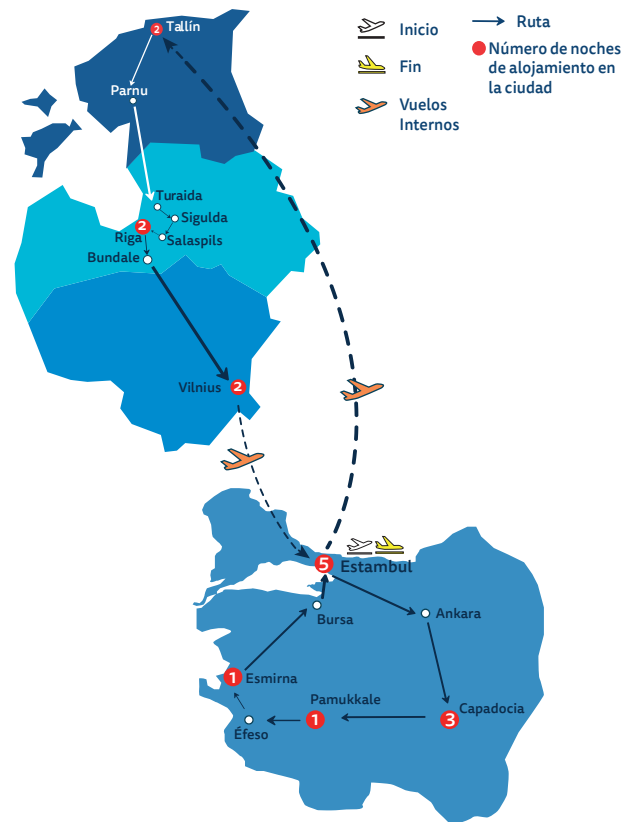 Inicio
Fin
Vuelos
Internos
Ruta
Número de noches
de alojamiento en
la ciudad
2 Tallín
Parnu
Turaida
Sigulda
2
Riga
Salaspils
Bundale
Vilnius 2
5 Estambul
Bursa
Ankara
1 Esmirna
Pamukkale
1
Capadocia
3
Éfeso